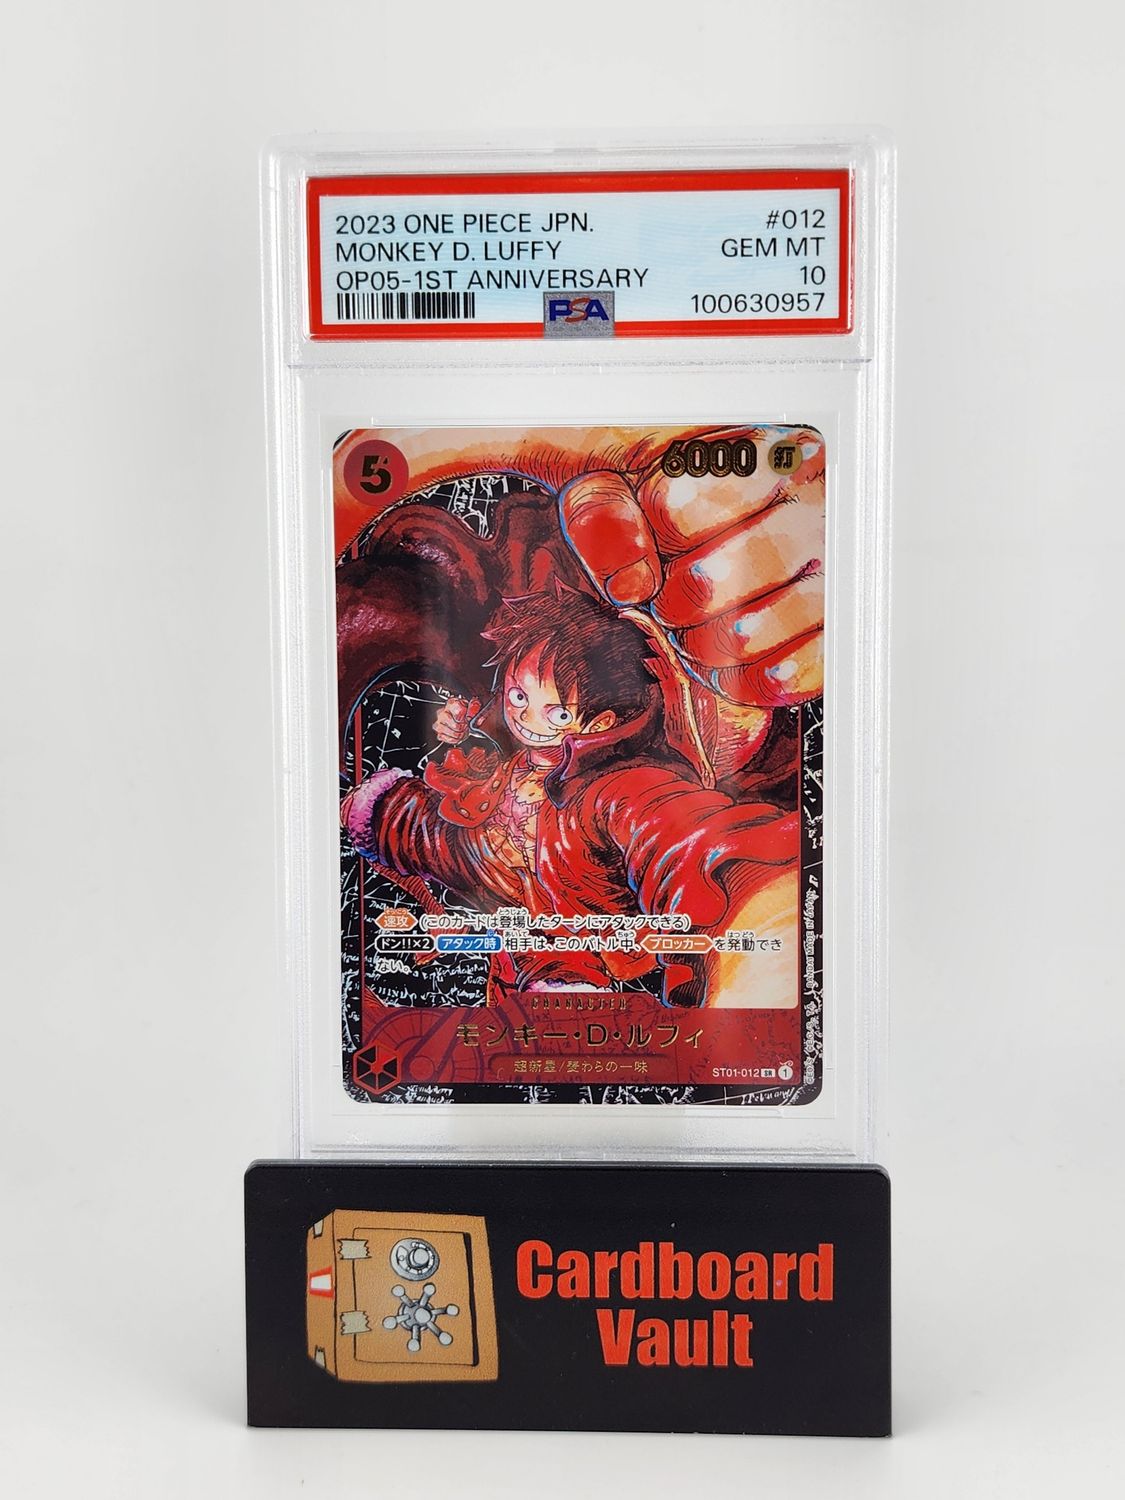 2023 ONE PIECE JPN.
#012
MONKEY D. LUFFY
GEM MT
OP05-1ST ANNIVERSARY
10
PSA
100630957
5
6000
打
速攻 (このカードは登場したターンにアタックできる)
ドン!!×2 アタック時 相手は、このバトル中、ブロッカーを発動でき
ない。
CHARACTER
モンキー・D・ルフィ
超新星/麦わらの一味
ST01-012 SR 1
Cardboard
Vault